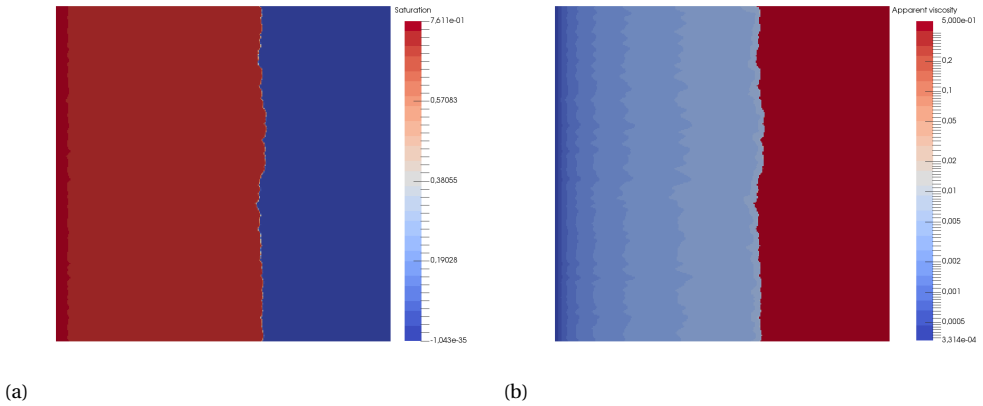 Saturation
7,611e-01
0,57083
0,38055
0,19028
-1,043e-35
Apparent viscosity
5,000e-01
0,2
0,1
0,05
0,02
0,01
0,005
0,002
0,001
0,0005
3,314e-04
(a)
(b)